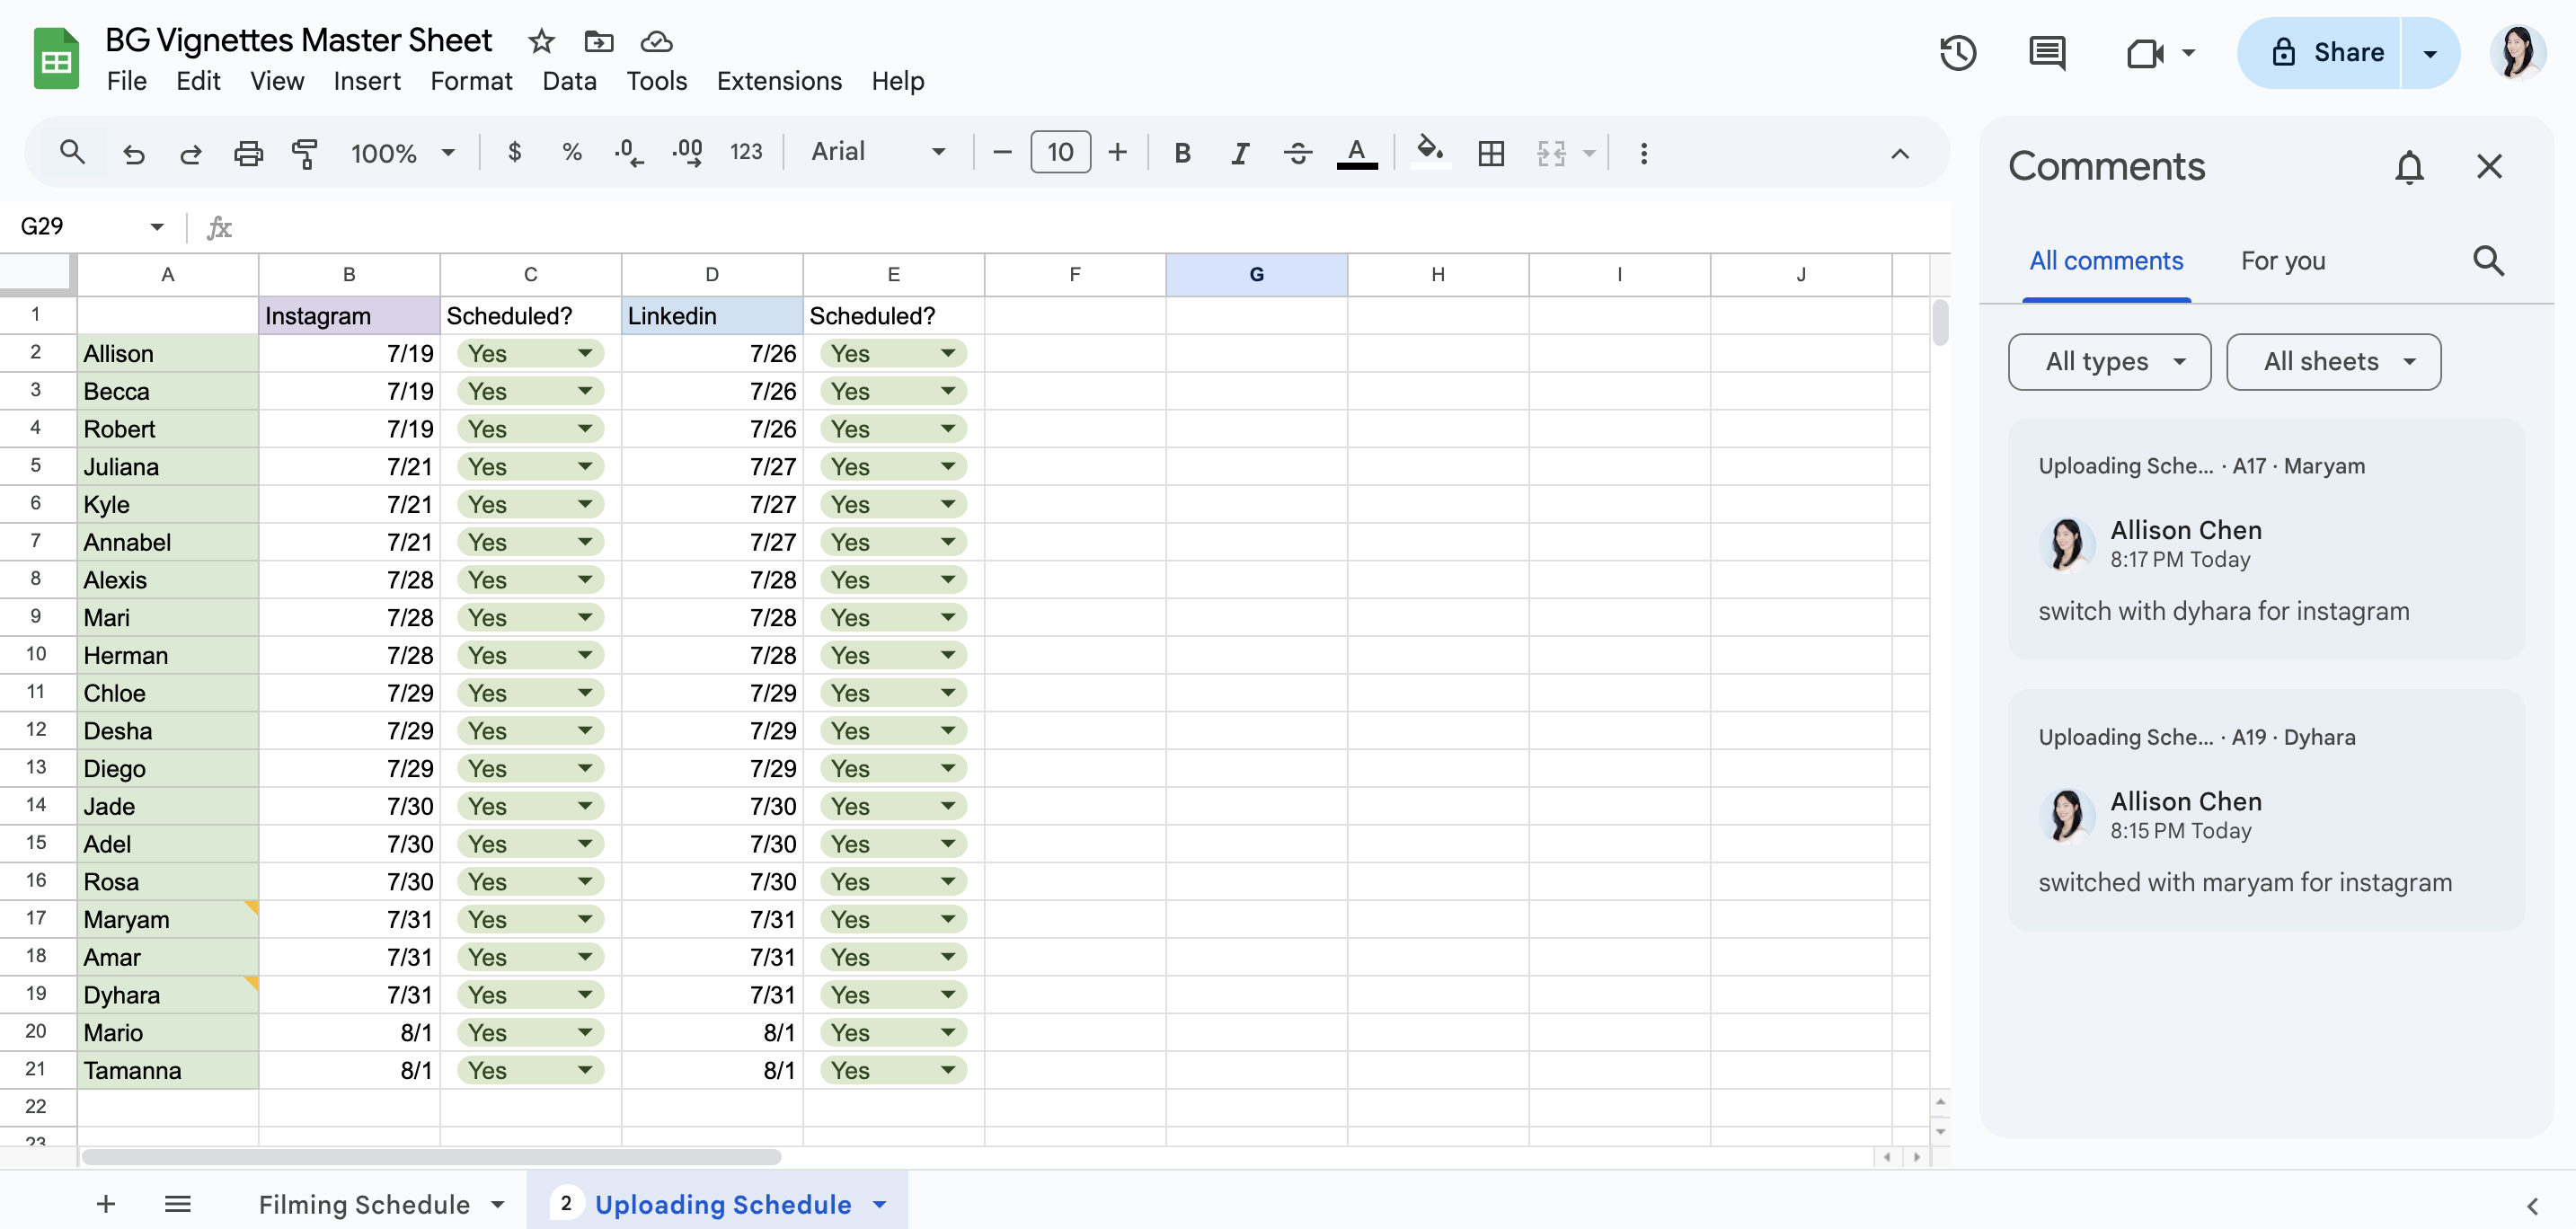 BG Vignettes Master Sheet
File Edit View Insert Format Data Tools Extensions Help
Share
100% $ % .0 .00 123 Arial 10 B I A
G29 fx
A B C D E F G H I J
1 Instagram Scheduled? Linkedin Scheduled?
2 Allison 7/19 Yes 7/26 Yes
3 Becca 7/19 Yes 7/26 Yes
4 Robert 7/19 Yes 7/26 Yes
5 Juliana 7/21 Yes 7/27 Yes
6 Kyle 7/21 Yes 7/27 Yes
7 Annabel 7/21 Yes 7/27 Yes
8 Alexis 7/28 Yes 7/28 Yes
9 Mari 7/28 Yes 7/28 Yes
10 Herman 7/28 Yes 7/28 Yes
11 Chloe 7/29 Yes 7/29 Yes
12 Desha 7/29 Yes 7/29 Yes
13 Diego 7/29 Yes 7/29 Yes
14 Jade 7/30 Yes 7/30 Yes
15 Adel 7/30 Yes 7/30 Yes
16 Rosa 7/30 Yes 7/30 Yes
17 Maryam 7/31 Yes 7/31 Yes
18 Amar 7/31 Yes 7/31 Yes
19 Dyhara 7/31 Yes 7/31 Yes
20 Mario 8/1 Yes 8/1 Yes
21 Tamanna 8/1 Yes 8/1 Yes
22
23
Filming Schedule 2 Uploading Schedule
Comments
All comments For you
All types All sheets
Uploading Sche... · A17 · Maryam
Allison Chen
8:17 PM Today
switch with dyhara for instagram
Uploading Sche... · A19 · Dyhara
Allison Chen
8:15 PM Today
switched with maryam for instagram